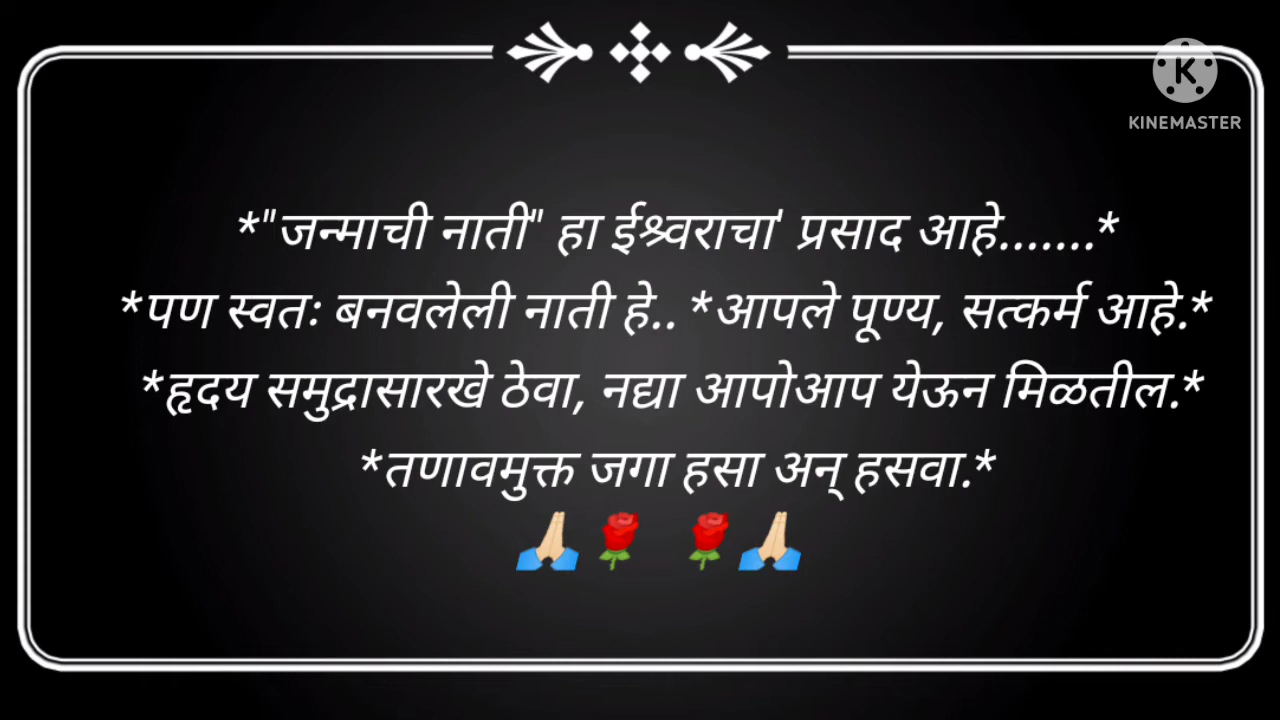 KINEMASTER
*"जन्माची नाती" हा ईश्र्वराचा' प्रसाद आहे.......*
*पण स्वतः बनवलेली नाती हे.. *आपले पूण्य, सत्कर्म आहे.*
*हृदय समुद्रासारखे ठेवा, नद्या आपोआप येऊन मिळतील.*
*तणावमुक्त जगा हसा अन् हसवा.*
🙏🏼🌹 🌹🙏🏼